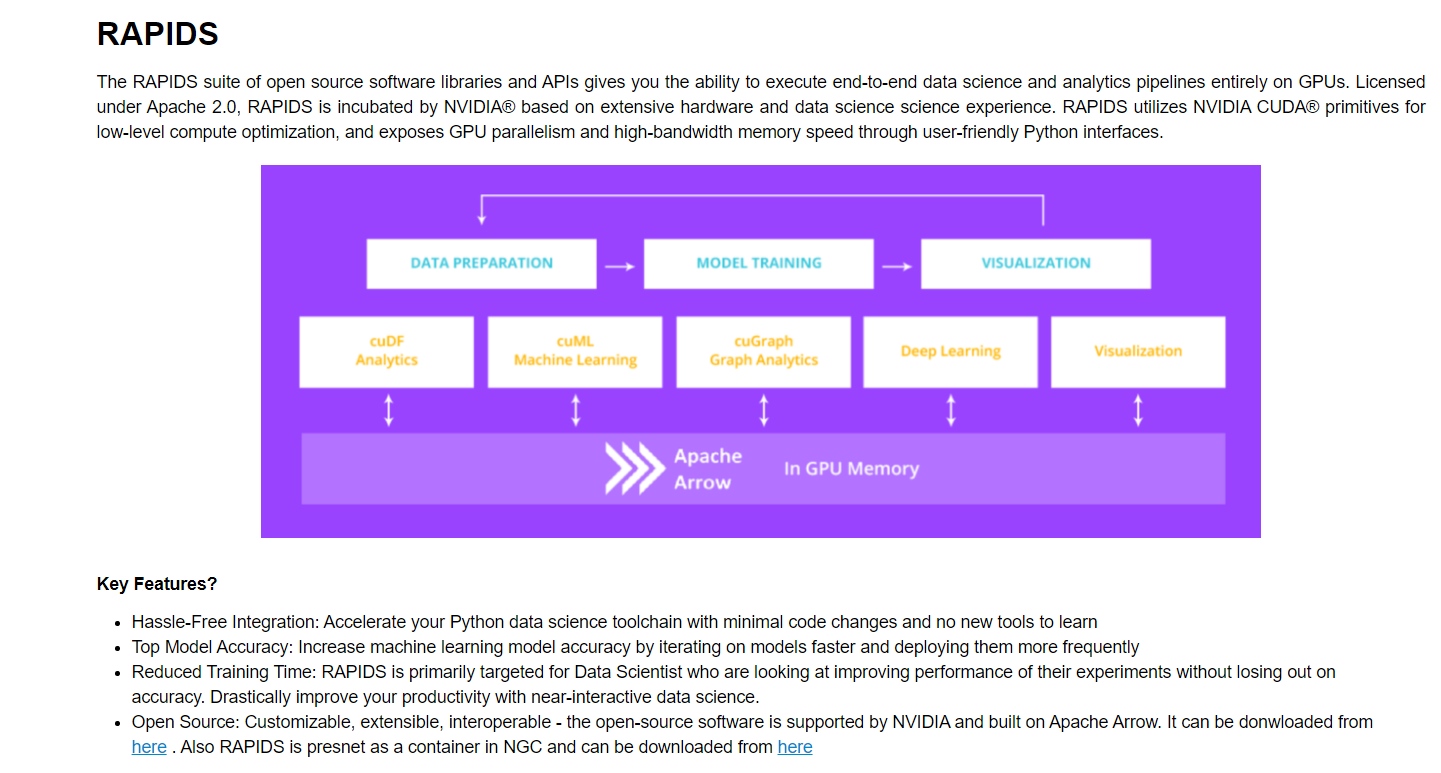 RAPIDS
The RAPIDS suite of open source software libraries and APIs gives you the ability to execute end-to-end data science and analytics pipelines entirely on GPUs. Licensed
under Apache 2.0, RAPIDS is incubated by NVIDIA® based on extensive hardware and data science science experience. RAPIDS utilizes NVIDIA CUDA® primitives for
low-level compute optimization, and exposes GPU parallelism and high-bandwidth memory speed through user-friendly Python interfaces.
DATA PREPARATION
MODEL TRAINING
VISUALIZATION
cuDF
Analytics
cuML
Machine Learning
cuGraph
Graph Analytics
Deep Learning
Visualization
Apache
Arrow
In GPU Memory
Key Features?
• Hassle-Free Integration: Accelerate your Python data science toolchain with minimal code changes and no new tools to learn
• Top Model Accuracy: Increase machine learning model accuracy by iterating on models faster and deploying them more frequently
• Reduced Training Time: RAPIDS is primarily targeted for Data Scientist who are looking at improving performance of their experiments without losing out on
accuracy. Drastically improve your productivity with near-interactive data science.
• Open Source: Customizable, extensible, interoperable - the open-source software is supported by NVIDIA and built on Apache Arrow. It can be donwloaded from
here . Also RAPIDS is presnet as a container in NGC and can be downloaded from here